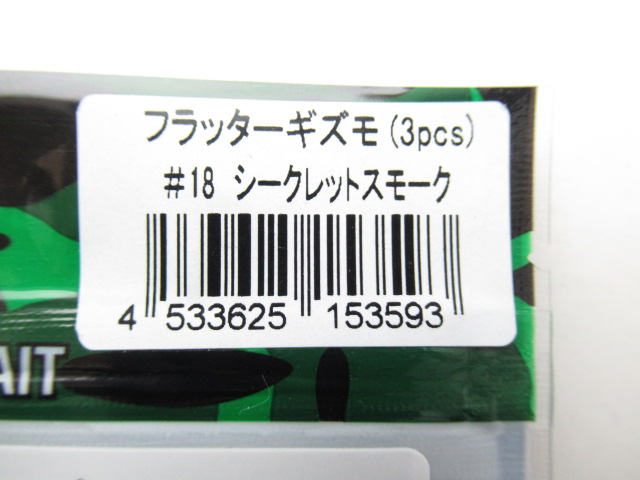 フラッターギズモ(3pcs)
#18 シークレットスモーク
4 533625 153593
AIT